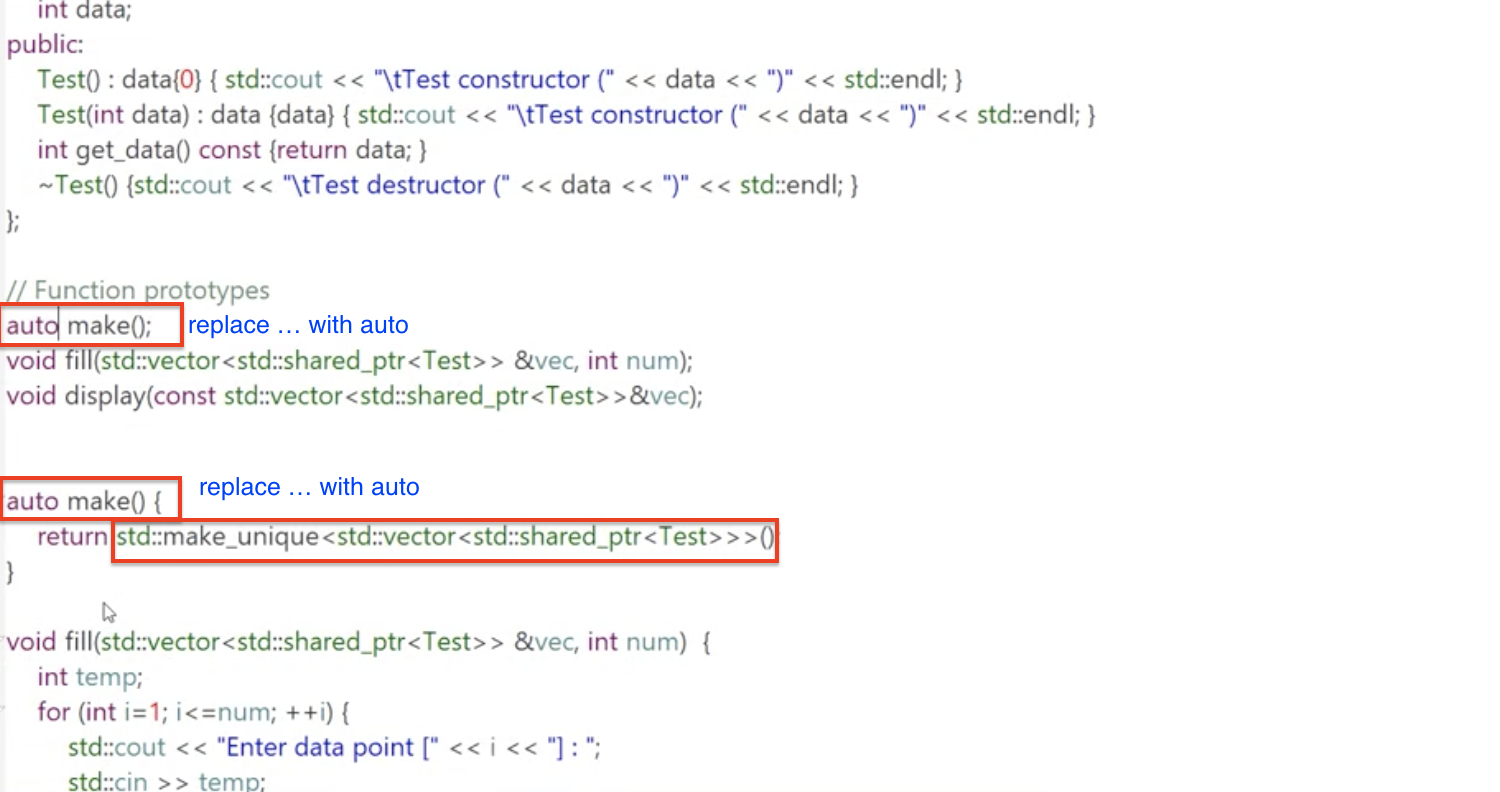 int data;
public:
Test() : data{0} { std::cout << "\tTest constructor (" << data << ")" << std::endl; }
Test(int data) : data {data} { std::cout << "\tTest constructor (" << data << ")" << std::endl; }
int get_data() const {return data; }
~Test() {std::cout << "\tTest destructor (" << data << ")" << std::endl; }
};
// Function prototypes
auto make(); replace … with auto
void fill(std::vector<std::shared_ptr<Test>> &vec, int num);
void display(const std::vector<std::shared_ptr<Test>>&vec);
auto make() { replace … with auto
return std::make_unique<std::vector<std::shared_ptr<Test>>>()
}
void fill(std::vector<std::shared_ptr<Test>> &vec, int num) {
int temp;
for (int i=1; i<=num; ++i) {
std::cout << "Enter data point [" << i << "] : ";
std::cin >> temp;